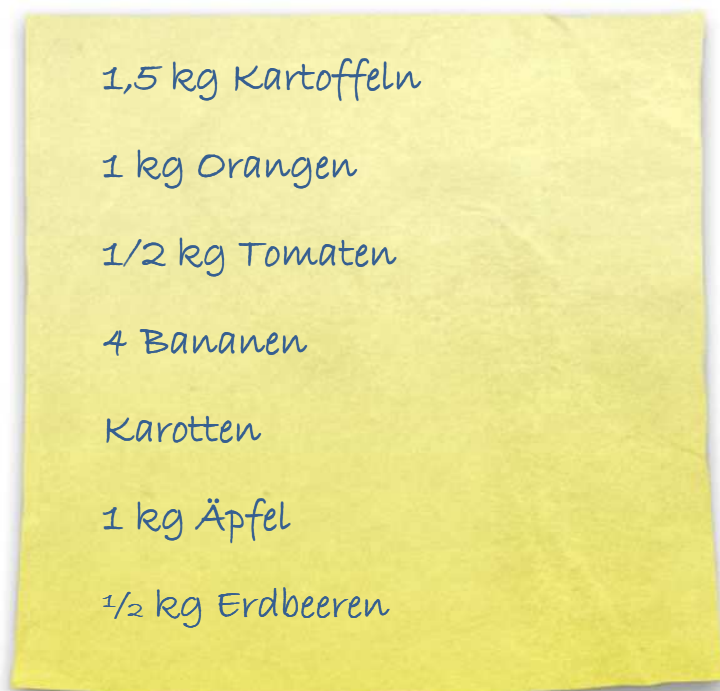 1,5 kg Kartoffeln
1 kg Orangen
1/2 kg Tomaten
4 Bananen
Karotten
1 kg Äpfel
½ kg Erdbeeren